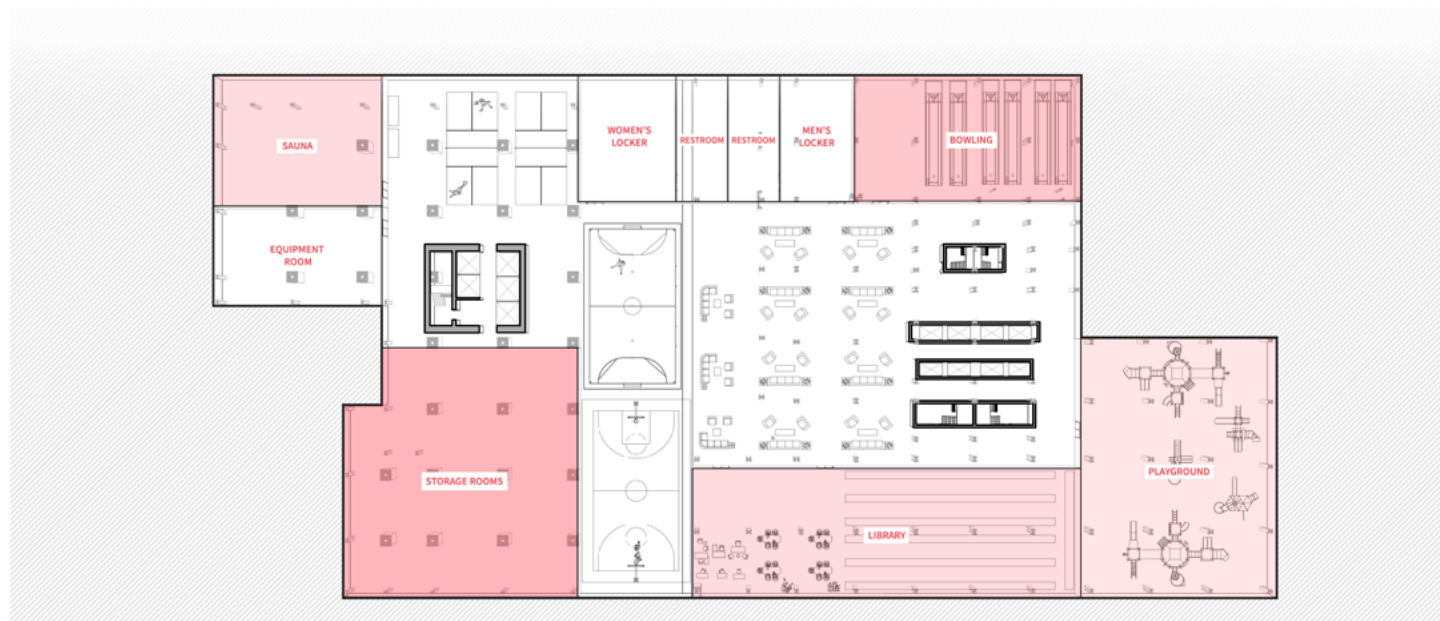 SAUNA
WOMEN'S
LOCKER
RESTROOM
RESTROOM
MEN'S
LOCKER
BOWLING
EQUIPMENT
ROOM
STORAGE ROOMS
PLAYGROUND
LIBRARY